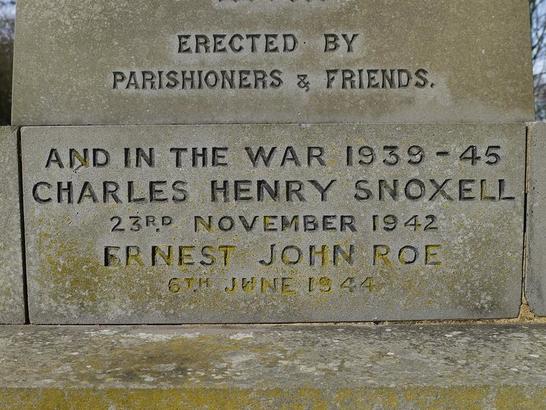 ERECTED BY
PARISHIONERS & FRIENDS.
AND IN THE WAR 1939-45
CHARLES HENRY SNOXELL
23RD NOVEMBER 1942
ERNEST JOHN ROE
6TH JUNE 1944